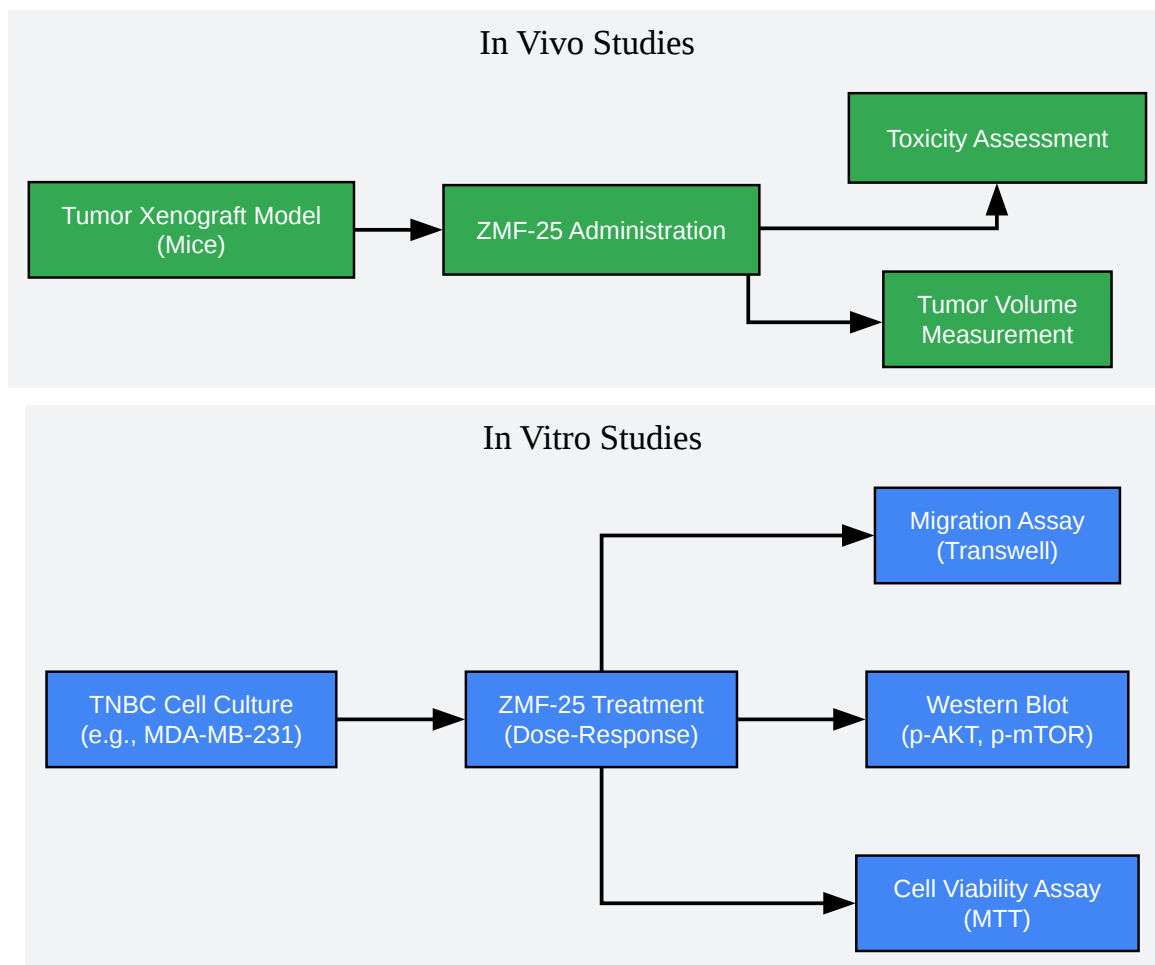 In Vivo Studies
Toxicity Assessment
Tumor Xenograft Model
(Mice)
ZMF-25 Administration
Tumor Volume
Measurement
In Vitro Studies
Migration Assay
(Transwell)
TNBC Cell Culture
(e.g., MDA-MB-231)
ZMF-25 Treatment
(Dose-Response)
Western Blot
(p-AKT, p-mTOR)
Cell Viability Assay
(MTT)